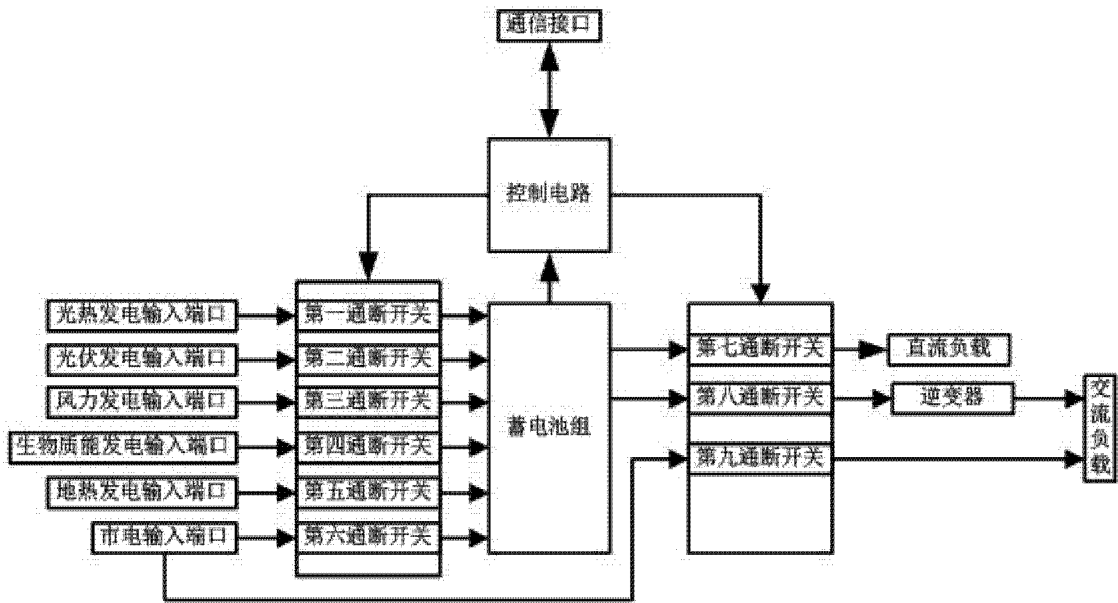 通信接口
控制电路
光热发电输入端口
第一通断开关
光伏发电输入端口
第二通断开关
风力发电输入端口
第三通断开关
生物质能发电输入端口
第四通断开关
地热发电输入端口
第五通断开关
市电输入端口
第六通断开关
蓄电池组
第七通断开关
直流负载
第八通断开关
逆变器
第九通断开关
交流负载